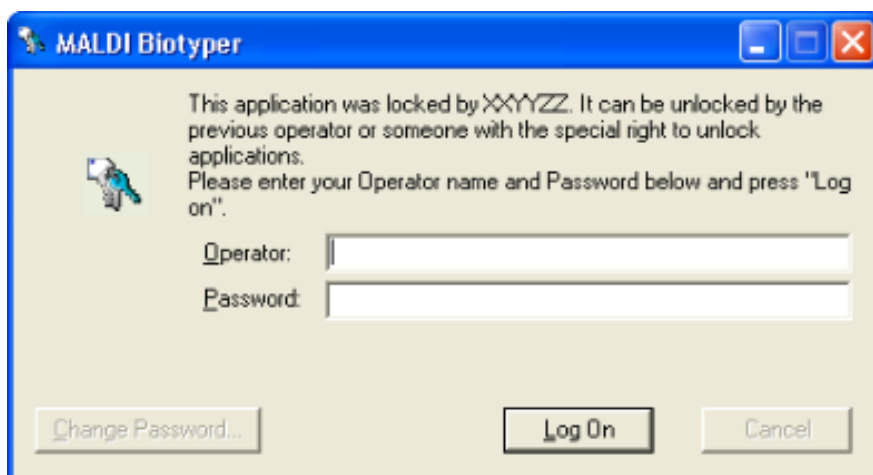 MALDI Biotyper
This application was locked by XXYYZZ. It can be unlocked by the
previous operator or someone with the special right to unlock
applications.
Please enter your Operator name and Password below and press "Log
on".
Operator:
Password:
Change Password...
Log On
Cancel